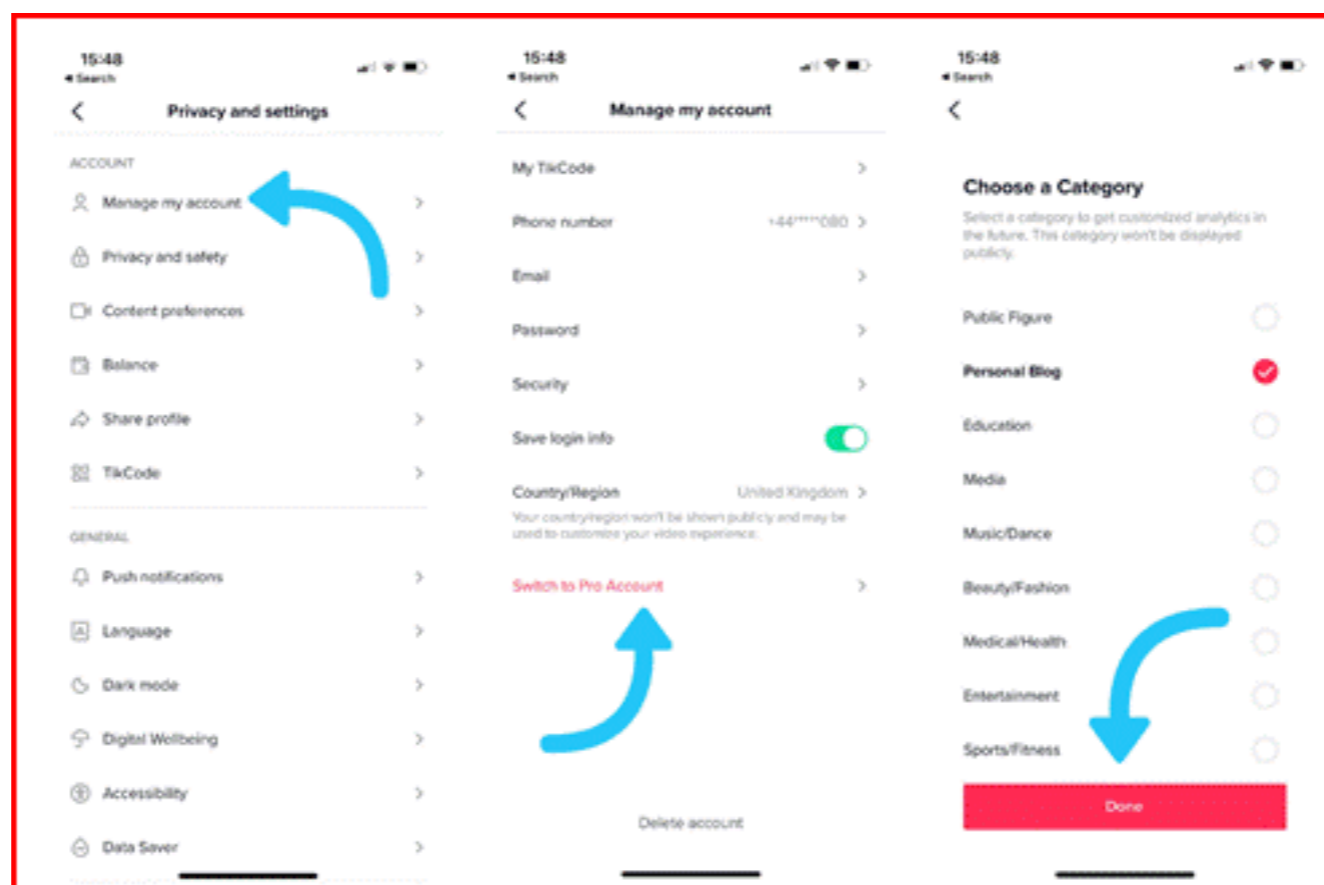 15:48
Search
Privacy and settings
ACCOUNT
Manage my account
Privacy and safety
Content preferences
Balance
Share profile
TikCode
GENERAL
Push notifications
Language
Dark mode
Digital Wellbeing
Accessibility
Data Saver
15:48
Search
Manage my account
My TikCode
Phone number +44****080
Email
Password
Security
Save login info
Country/Region United Kingdom
Your country/region won't be shown publicly and may be
used to customize your video experience.
Switch to Pro Account
Delete account
15:48
Search
Choose a Category
Select a category to get customized analytics in
the future. This category won't be displayed
publicly.
Public Figure
Personal Blog
Education
Media
Music/Dance
Beauty/Fashion
Medical/Health
Entertainment
Sports/Fitness
Done